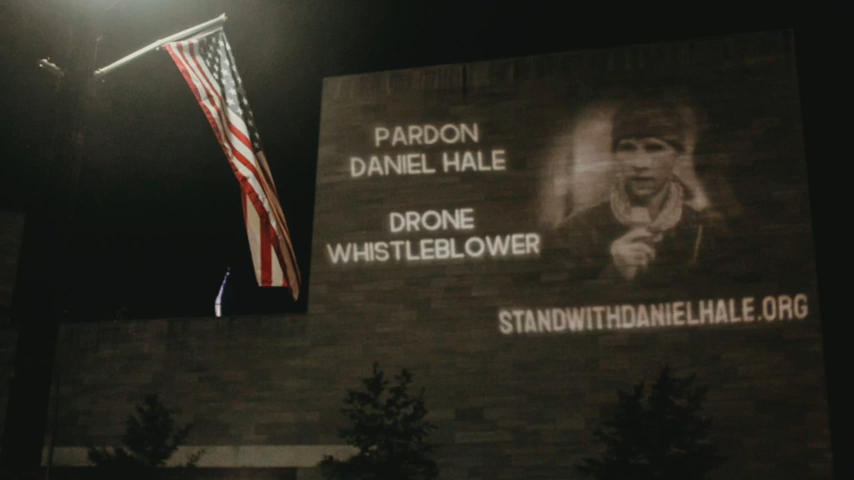 PARDON
DANIEL HALE
DRONE
WHISTLEBLOWER
STANDWITHDANIELHALE.ORG